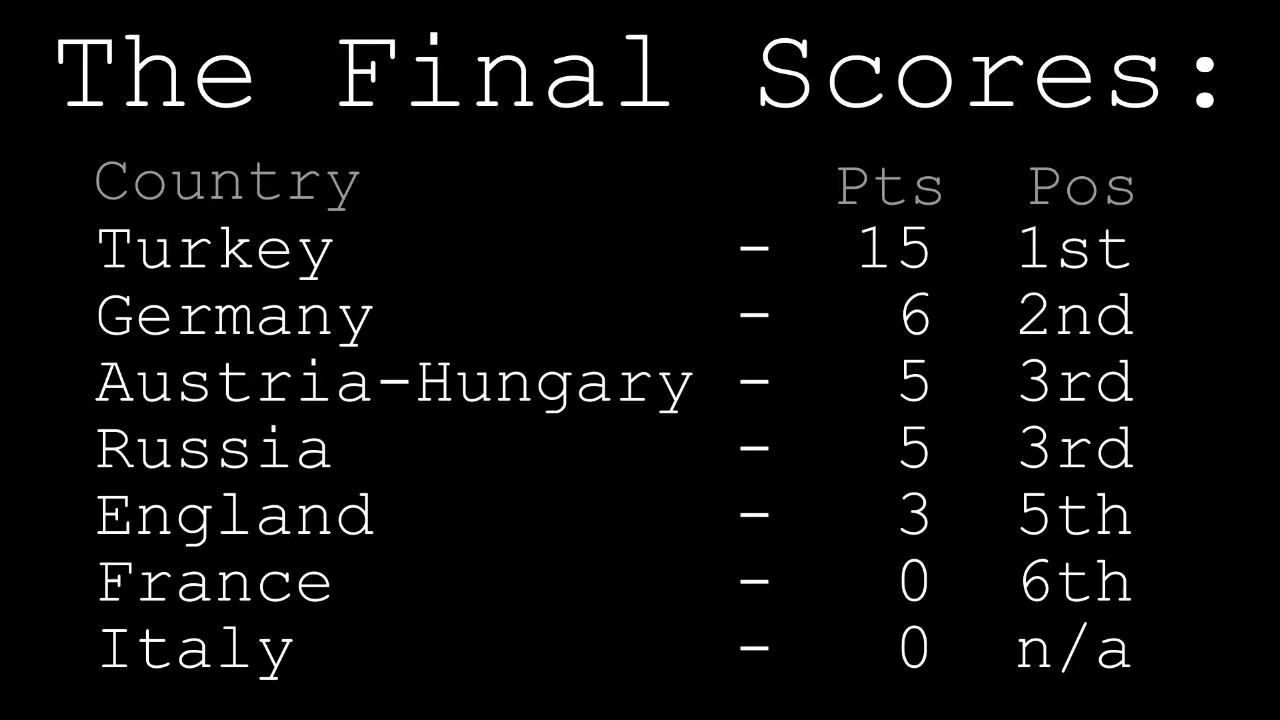 The Final Scores:
Country Pts Pos
Turkey - 15 1st
Germany - 6 2nd
Austria-Hungary - 5 3rd
Russia - 5 3rd
England - 3 5th
France - 0 6th
Italy - 0 n/a